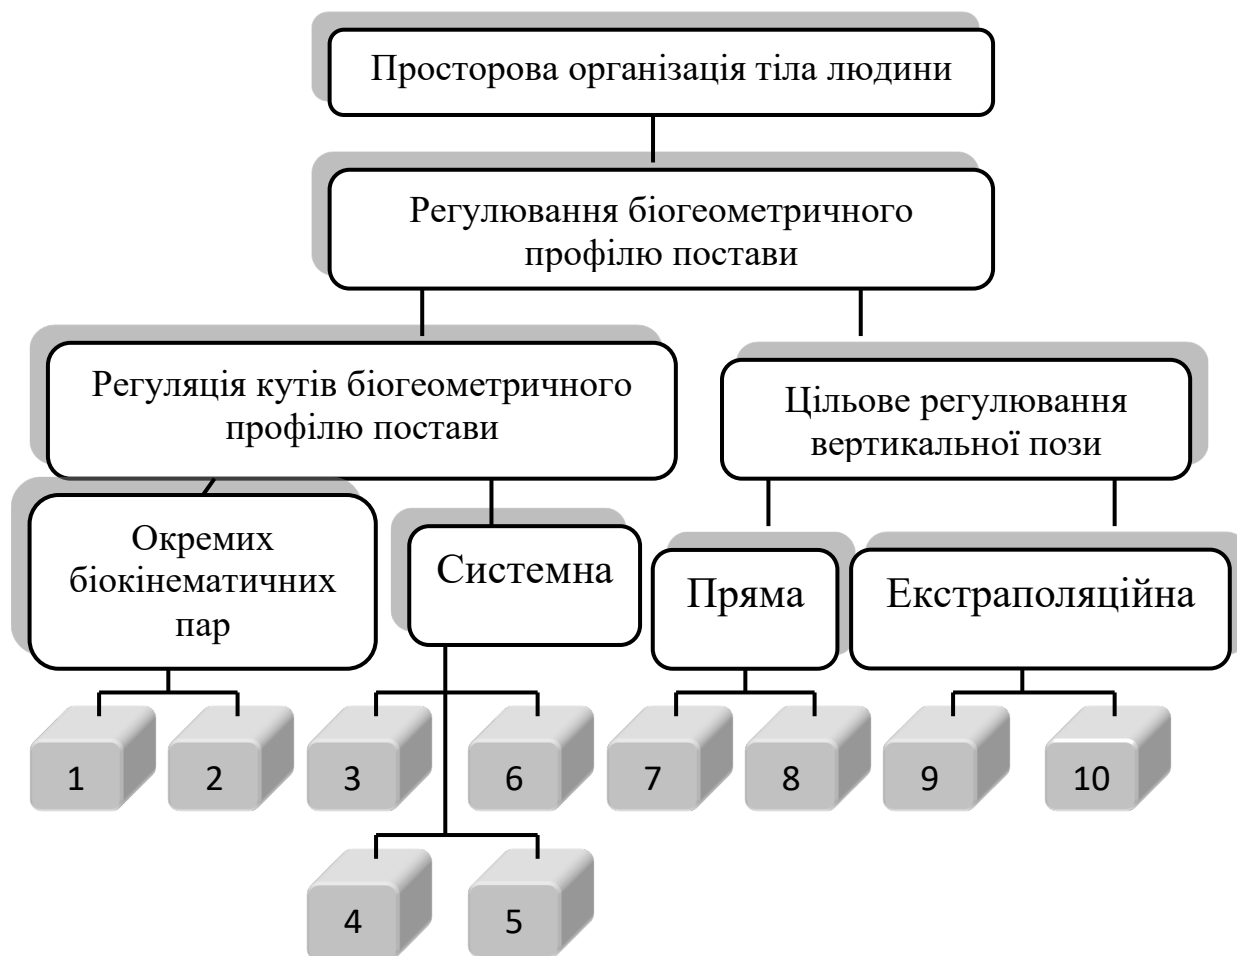 Просторова організація тіла людини
Регулювання біогеометричного
профілю постави
Регуляція кутів біогеометричного
профілю постави
Цільове регулювання
вертикальної пози
Окремих
біокінематичних
пар
Системна
Пряма
Екстраполяційна
1
2
3
6
7
8
9
10
4
5